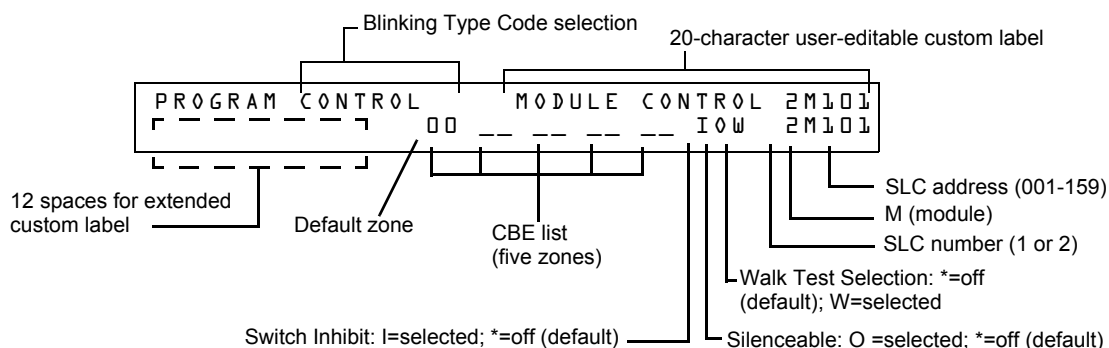 Blinking Type Code selection
20-character user-editable custom label
PROGRAM CONTROL MODULE CONTROL 2M101
00 __ __ __ __ IOW 2M101
12 spaces for extended
custom label
Default zone
CBE list
(five zones)
SLC address (001-159)
M (module)
SLC number (1 or 2)
Walk Test Selection: *=off
(default); W=selected
Switch Inhibit: I=selected; *=off (default)
Silenceable: O =selected; *=off (default)